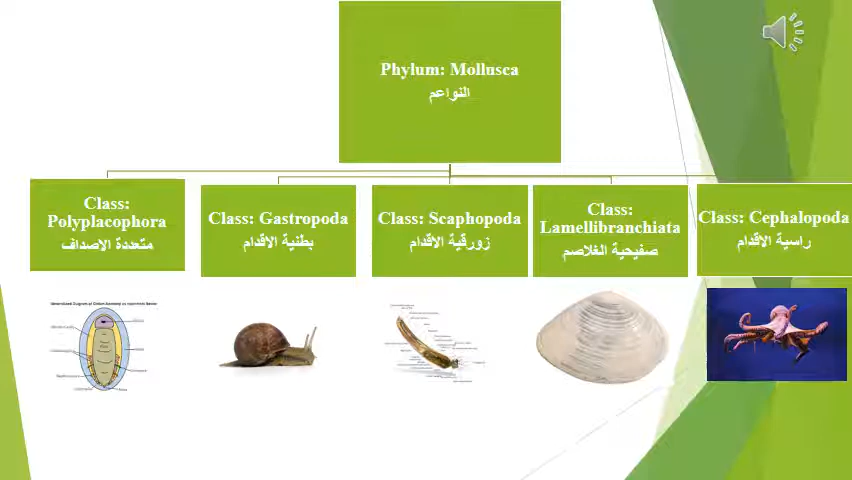 Phylum: Mollusca
النواعم
Class:
Polyplacophora
متعددة الاصداف
Class: Gastropoda
بطنية الاقدام
Class: Scaphopoda
زورقية الاقدام
Class:
Lamellibranchiata
صفيحية الغلاصم
Class: Cephalopoda
راسية الاقدام